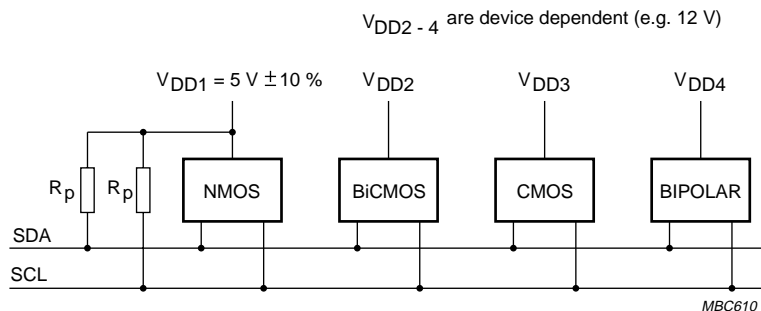 VDD2 - 4 are device dependent (e.g. 12 V)
VDD1 = 5 V ±10 % VDD2 VDD3 VDD4
Rp Rp NMOS BiCMOS CMOS BIPOLAR
SDA
SCL
MBC610